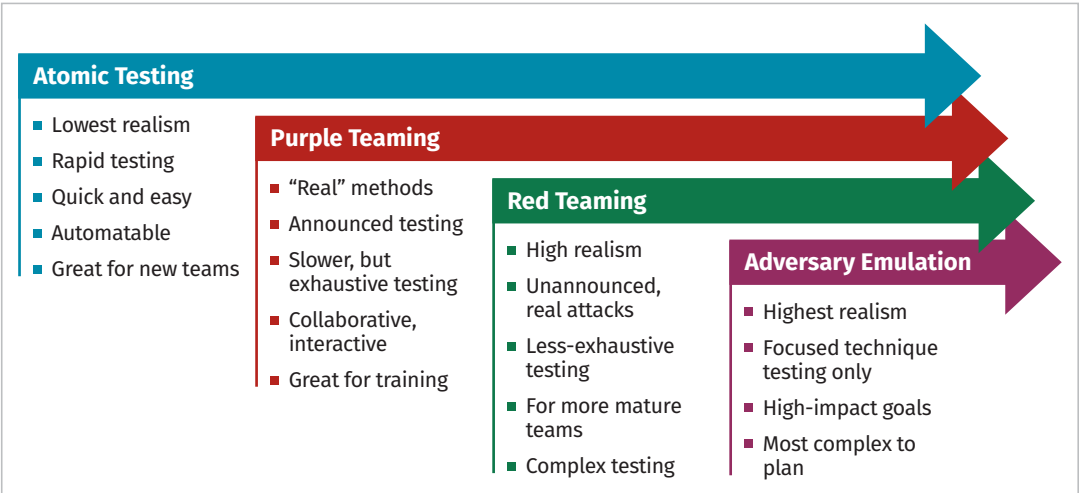 Atomic Testing
Lowest realism
Rapid testing
Quick and easy
Automatable
Great for new teams
Purple Teaming
“Real” methods
Announced testing
Slower, but
exhaustive testing
Collaborative,
interactive
Great for training
Red Teaming
High realism
Unannounced,
real attacks
Less-exhaustive
testing
For more mature
teams
Complex testing
Adversary Emulation
Highest realism
Focused technique
testing only
High-impact goals
Most complex to
plan